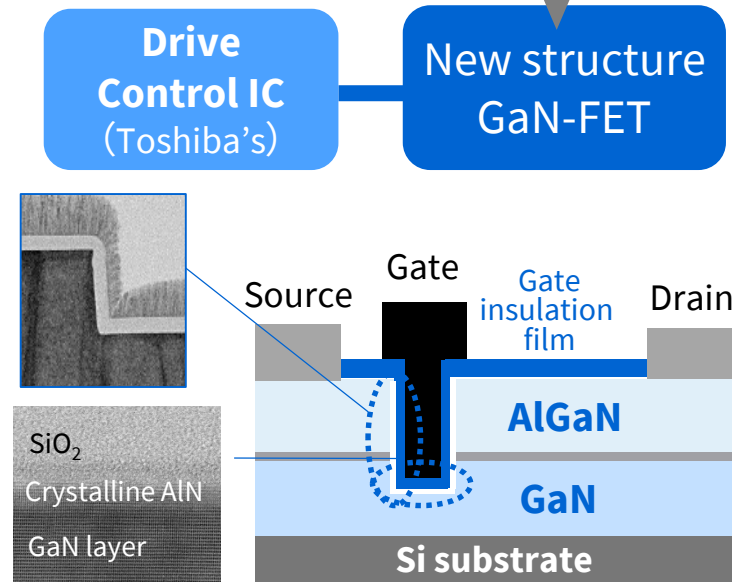 Drive
Control IC
（Toshiba’s）
New structure
GaN-FET
Source
Gate
Gate
insulation
film
Drain
SiO₂
Crystalline AlN
GaN layer
AlGaN
GaN
Si substrate